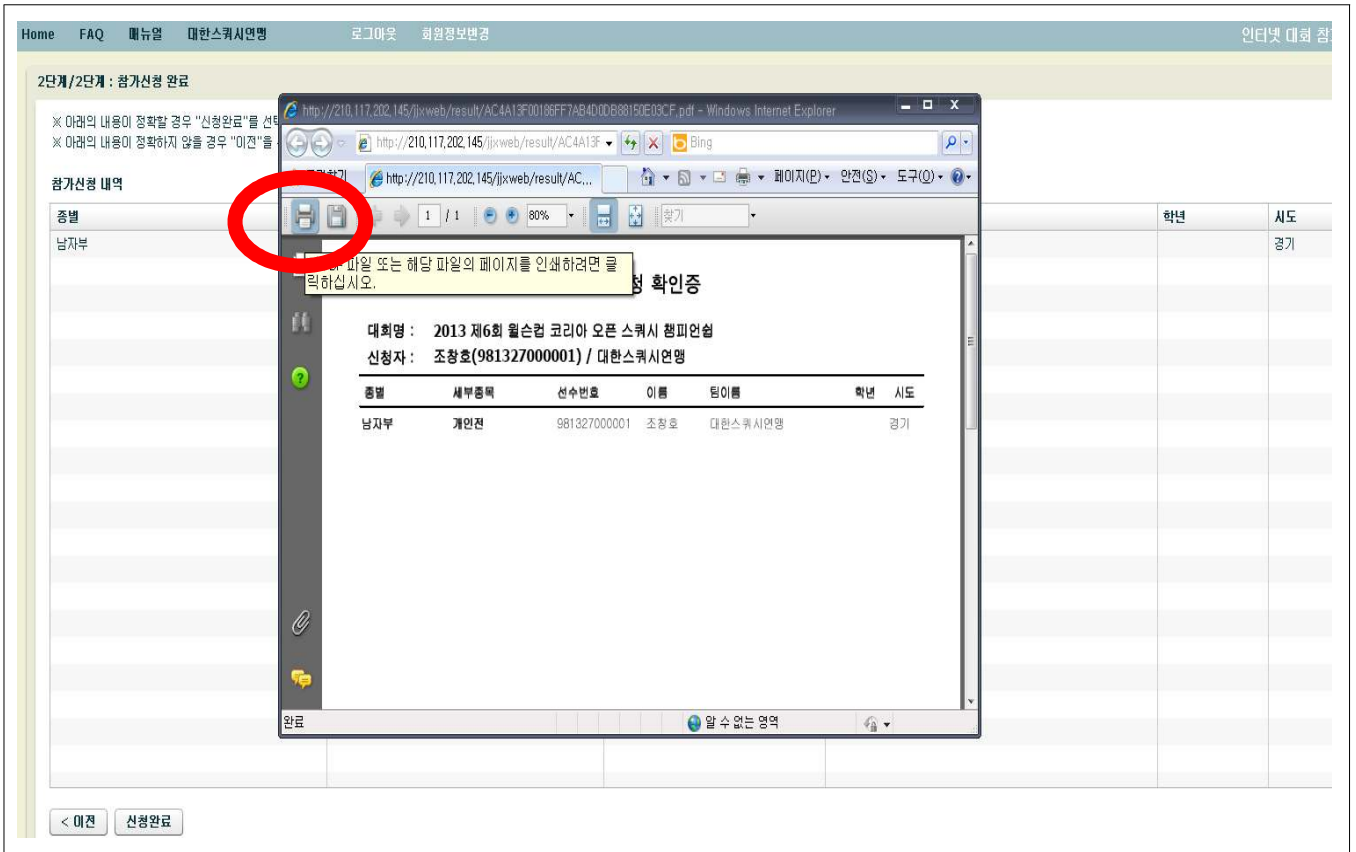 Home FAQ 매뉴얼 대한스쿼시연맹 로그아웃 회원정보변경 인터넷 대회 참
2단계/2단계 : 참가신청 완료
http://210,117,202,145/jjxweb/result/AC4A13F00186FF7AB4D0DB88150E03CF,pdf - Windows Internet Explorer
※ 아래의 내용이 정확할 경우 "신청완료"를 선
※ 아래의 내용이 정확하지 않을 경우 "이전"을
http://210,117,202,145/jjxweb/result/AC4A13F Bing
참가신청 내역
http://210,117,202,145/jjxweb/result/AC,,, 페이지(P) 안전(S) 도구(O)
종별 학년 시도
1 / 1 80% 찾기
남자부 경기
파일 또는 해당 파일의 페이지를 인쇄하려면 클
릭하십시오.
확인증
대회명 : 2013 제6회 윌슨컵 코리아 오픈 스쿼시 챔피언쉽
신청자 : 조창호(981327000001) / 대한스쿼시연맹
종별 세부종목 선수번호 이름 팀이름 학년 시도
남자부 개인전 981327000001 조창호 대한스쿼시연맹 경기
완료 알 수 없는 영역
< 이전 신청완료